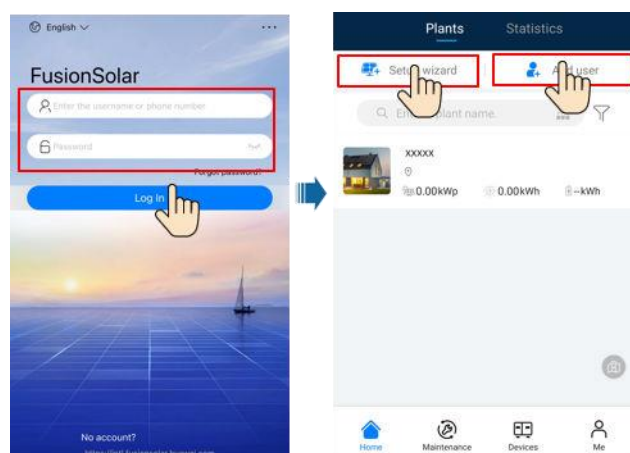 English
FusionSolar
Enter the username or phone number
Password
Forgot password?
Log in
No account?
Plants Statistics
Setup wizard
Add user
plant name.
xxxxx
0.00kWp 0.00kWh --kWh
Home Maintenance Devices Me